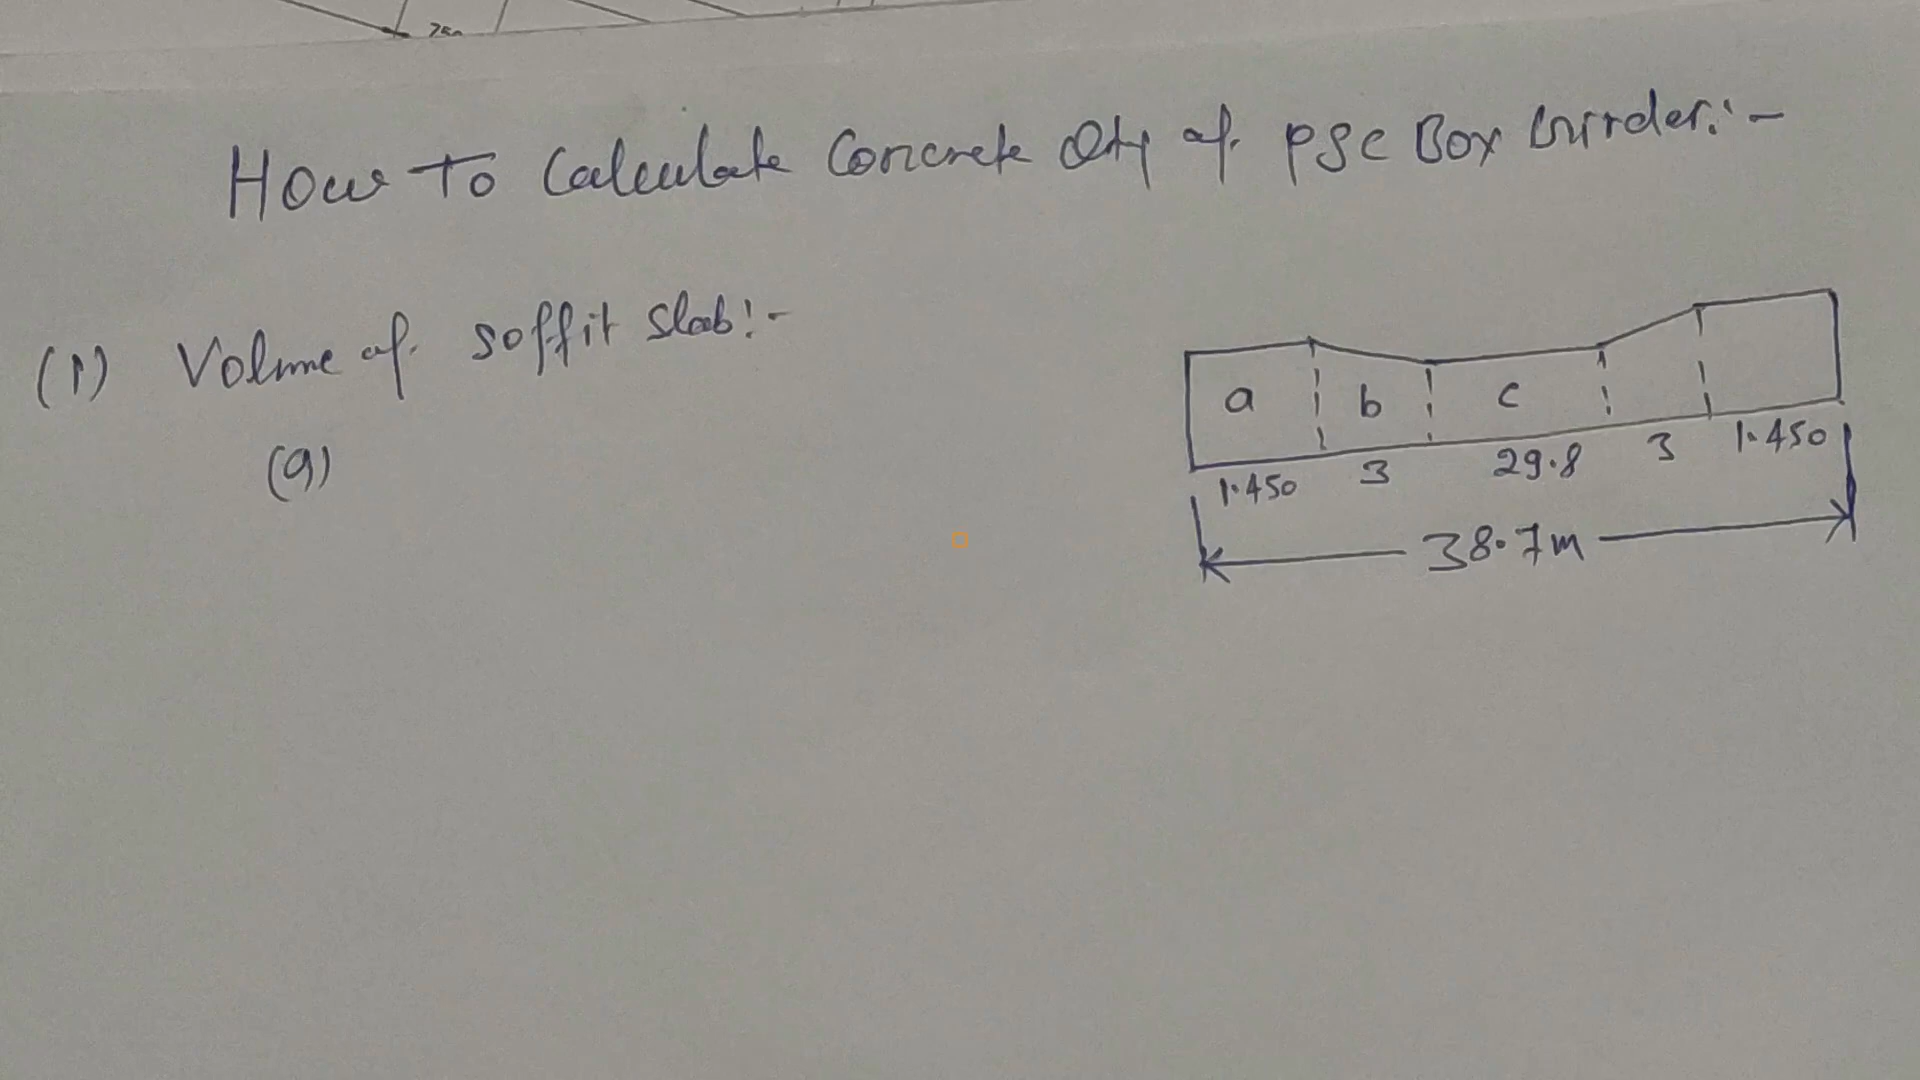 How To Calculate Concrete Qty of. PSC Box Girder:-
(1) Volume of. Soffit Slab:-
(a)
a b c
1.450 3 29.8 3 1.450
38.7m